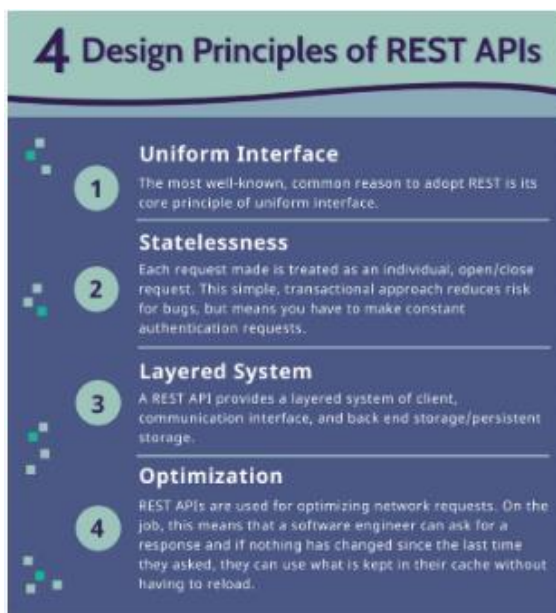 4 Design Principles of REST APIs
Uniform Interface
1
The most well-known, common reason to adopt REST is its
core principle of uniform interface.
Statelessness
2
Each request made is treated as an individual, open/close
request. This simple, transactional approach reduces risk
for bugs, but means you have to make constant
authentication requests.
Layered System
3
A REST API provides a layered system of client,
communication interface, and back end storage/persistent
storage.
Optimization
4
REST APIs are used for optimizing network requests. On the
job, this means that a software engineer can ask for a
response and if nothing has changed since the last time
they asked, they can use what is kept in their cache without
having to reload.